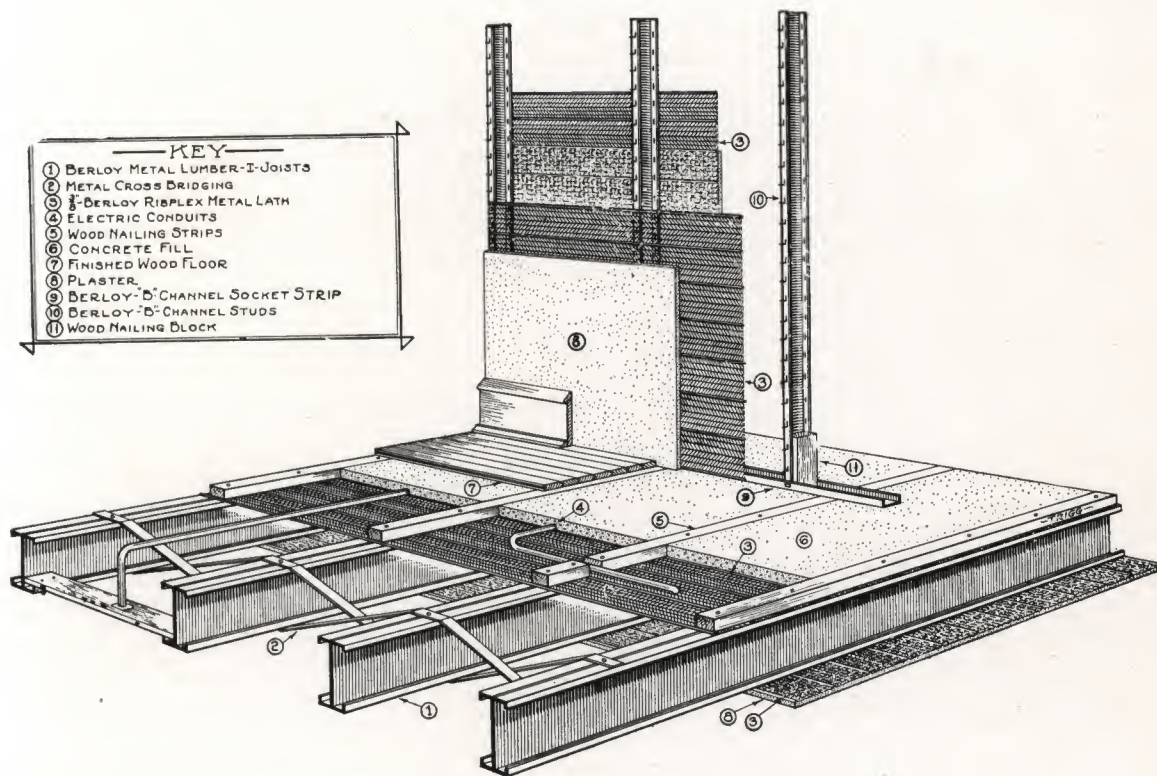 KEY
① BERLOY METAL LUMBER-I-JOISTS
② METAL CROSS BRIDGING
③ 3/8"-BERLOY RIBPLEX METAL LATH
④ ELECTRIC CONDUITS
⑤ WOOD NAILING STRIPS
⑥ CONCRETE FILL
⑦ FINISHED WOOD FLOOR
⑧ PLASTER
⑨ BERLOY-"B" CHANNEL SOCKET STRIP
⑩ BERLOY-"B"-CHANNEL STUDS
⑪ WOOD NAILING BLOCK
③
⑩
⑧
③
⑪
⑦
⑨
④
⑤
③
⑥
TRIGG
②
①
⑧
③